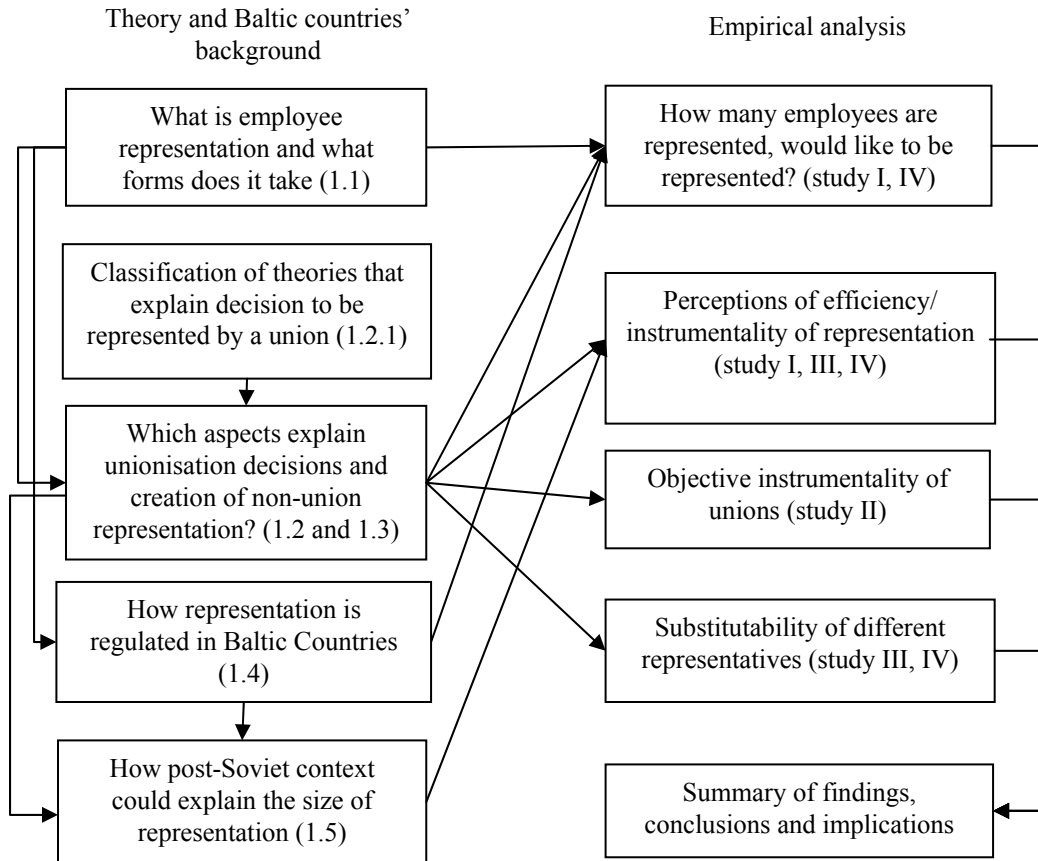 Theory and Baltic countries'
background
What is employee
representation and what
forms does it take (1.1)
Classification of theories that
explain decision to be
represented by a union (1.2.1)
Which aspects explain
unionisation decisions and
creation of non-union
representation? (1.2 and 1.3)
How representation is
regulated in Baltic Countries
(1.4)
How post-Soviet context
could explain the size of
representation (1.5)
Empirical analysis
How many employees are
represented, would like to be
represented? (study I, IV)
Perceptions of efficiency/
instrumentality of representation
(study I, III, IV)
Objective instrumentality of
unions (study II)
Substitutability of different
representatives (study III, IV)
Summary of findings,
conclusions and implications